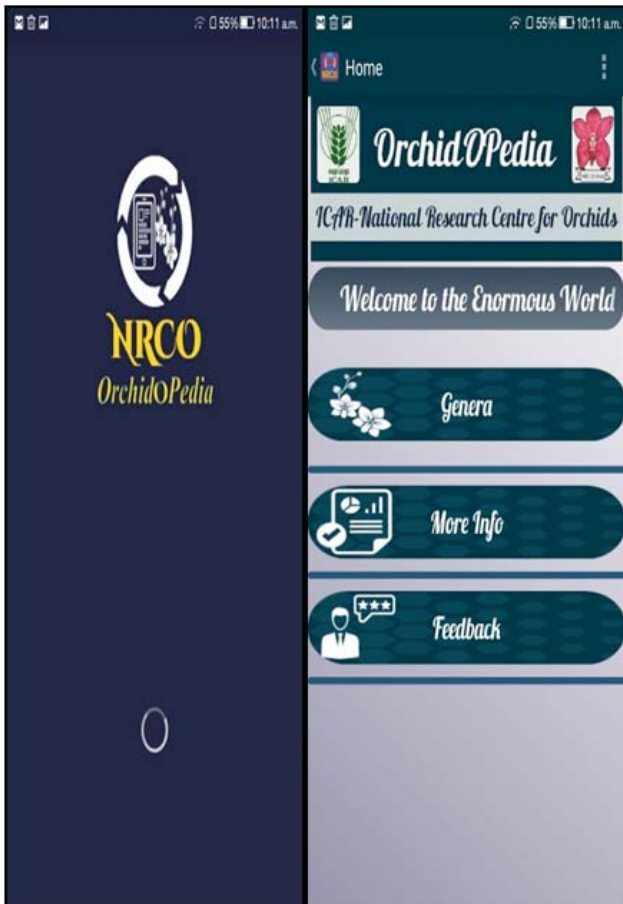 55% 10:11 a.m.
NRCO
OrchidOPedia
55% 10:11 a.m.
Home
NRCO
OrchidOPedia
ICAR
ICAR-National Research Centre for Orchids
Welcome to the Enormous World
Genera
More Info
Feedback